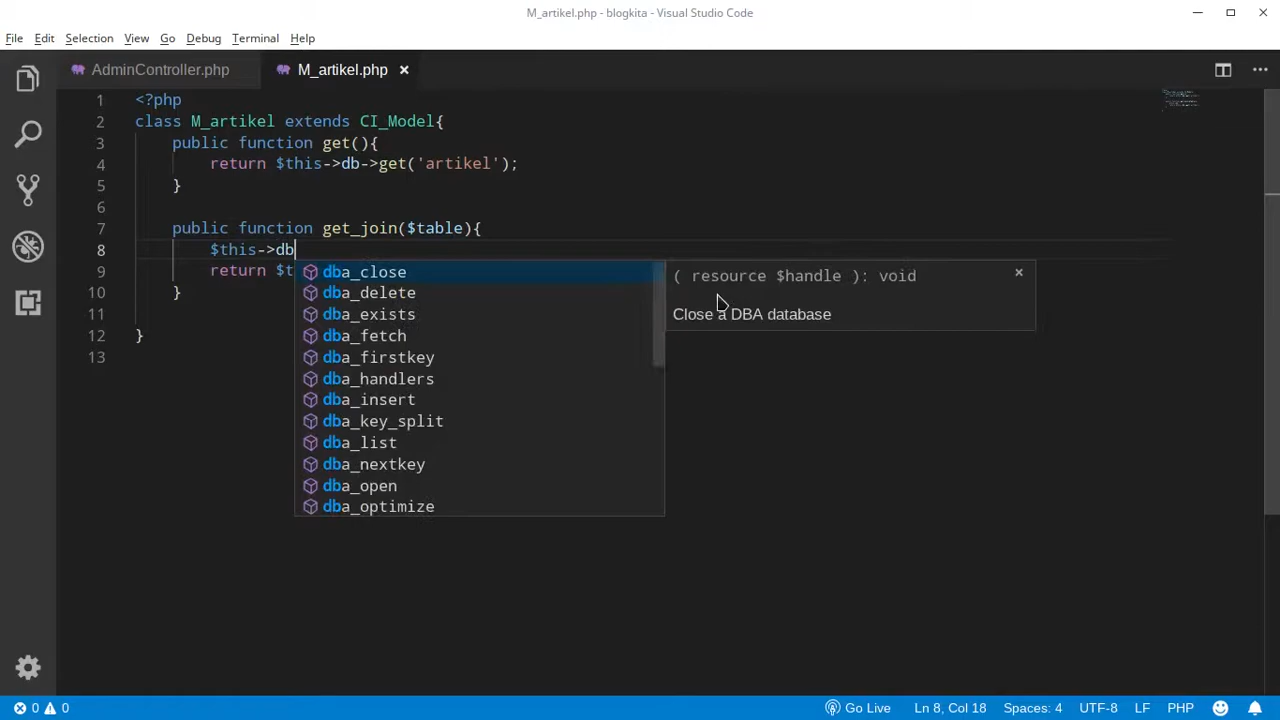 M_artikel.php - blogkita - Visual Studio Code
File Edit Selection View Go Debug Terminal Help
AdminController.php M_artikel.php
1 <?php
2 class M_artikel extends CI_Model{
3 public function get(){
4 return $this->db->get('artikel');
5 }
6
7 public function get_join($table){
8 $this->db
9 return $t
10 }
11
12 }
13
dba_close
dba_delete
dba_exists
dba_fetch
dba_firstkey
dba_handlers
dba_insert
dba_key_split
dba_list
dba_nextkey
dba_open
dba_optimize
( resource $handle ): void
Close a DBA database
0 0 Go Live Ln 8, Col 18 Spaces: 4 UTF-8 LF PHP